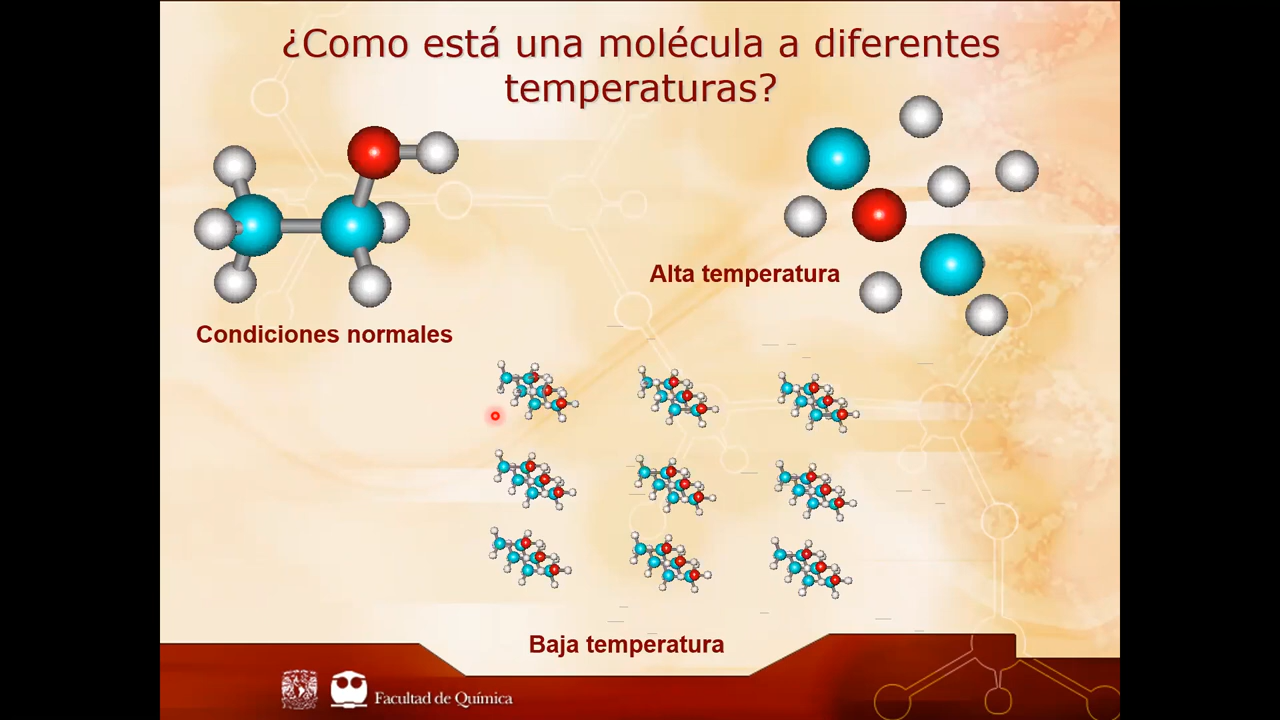 ¿Como está una molécula a diferentes
temperaturas?
Alta temperatura
Condiciones normales
Baja temperatura
Facultad de Química